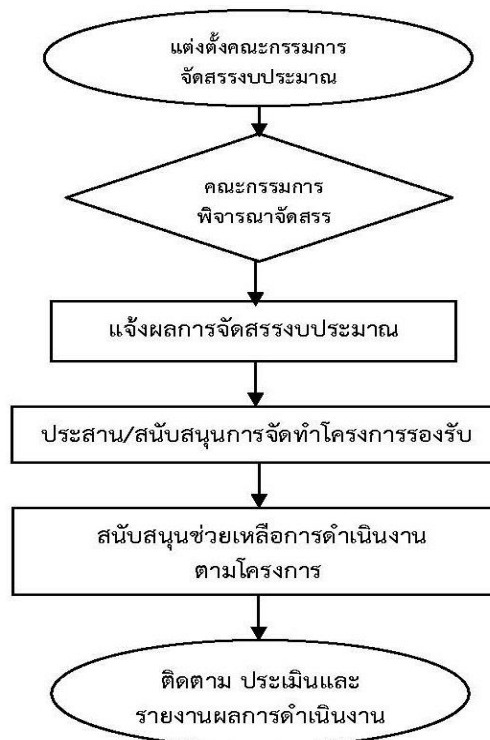 แต่งตั้งคณะกรรมการ
จัดสรรงบประมาณ
คณะกรรมการ
พิจารณาจัดสรร
แจ้งผลการจัดสรรงบประมาณ
ประสาน/สนับสนุนการจัดทำโครงการรองรับ
สนับสนุนช่วยเหลือการดำเนินงาน
ตามโครงการ
ติดตาม ประเมินและ
รายงานผลการดำเนินงาน